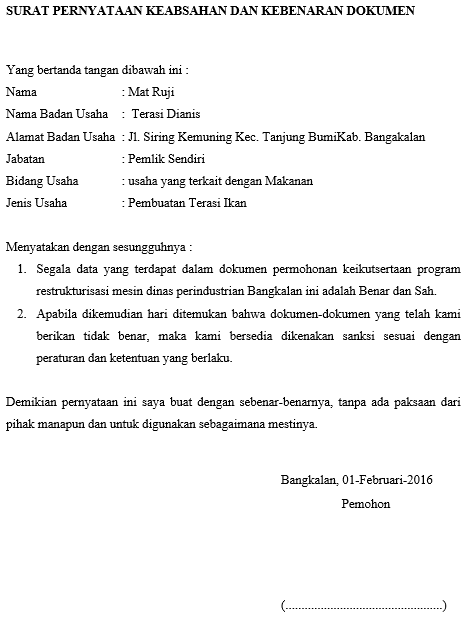 SURAT PERNYATAAN KEABSAHAN DAN KEBENARAN DOKUMEN
Yang bertanda tangan dibawah ini :
Nama : Mat Ruji
Nama Badan Usaha : Terasi Dianis
Alamat Badan Usaha : Jl. Siring Kemuning Kec. Tanjung BumiKab. Bangakalan
Jabatan : Pemlik Sendiri
Bidang Usaha : usaha yang terkait dengan Makanan
Jenis Usaha : Pembuatan Terasi Ikan
Menyatakan dengan sesungguhnya :
1. Segala data yang terdapat dalam dokumen permohonan keikutsertaan program
restrukturisasi mesin dinas perindustrian Bangkalan ini adalah Benar dan Sah.
2. Apabila dikemudian hari ditemukan bahwa dokumen-dokumen yang telah kami
berikan tidak benar, maka kami bersedia dikenakan sanksi sesuai dengan
peraturan dan ketentuan yang berlaku.
Demikian pernyataan ini saya buat dengan sebenar-benarnya, tanpa ada paksaan dari
pihak manapun dan untuk digunakan sebagaimana mestinya.
Bangkalan, 01-Februari-2016
Pemohon
(.................................................)